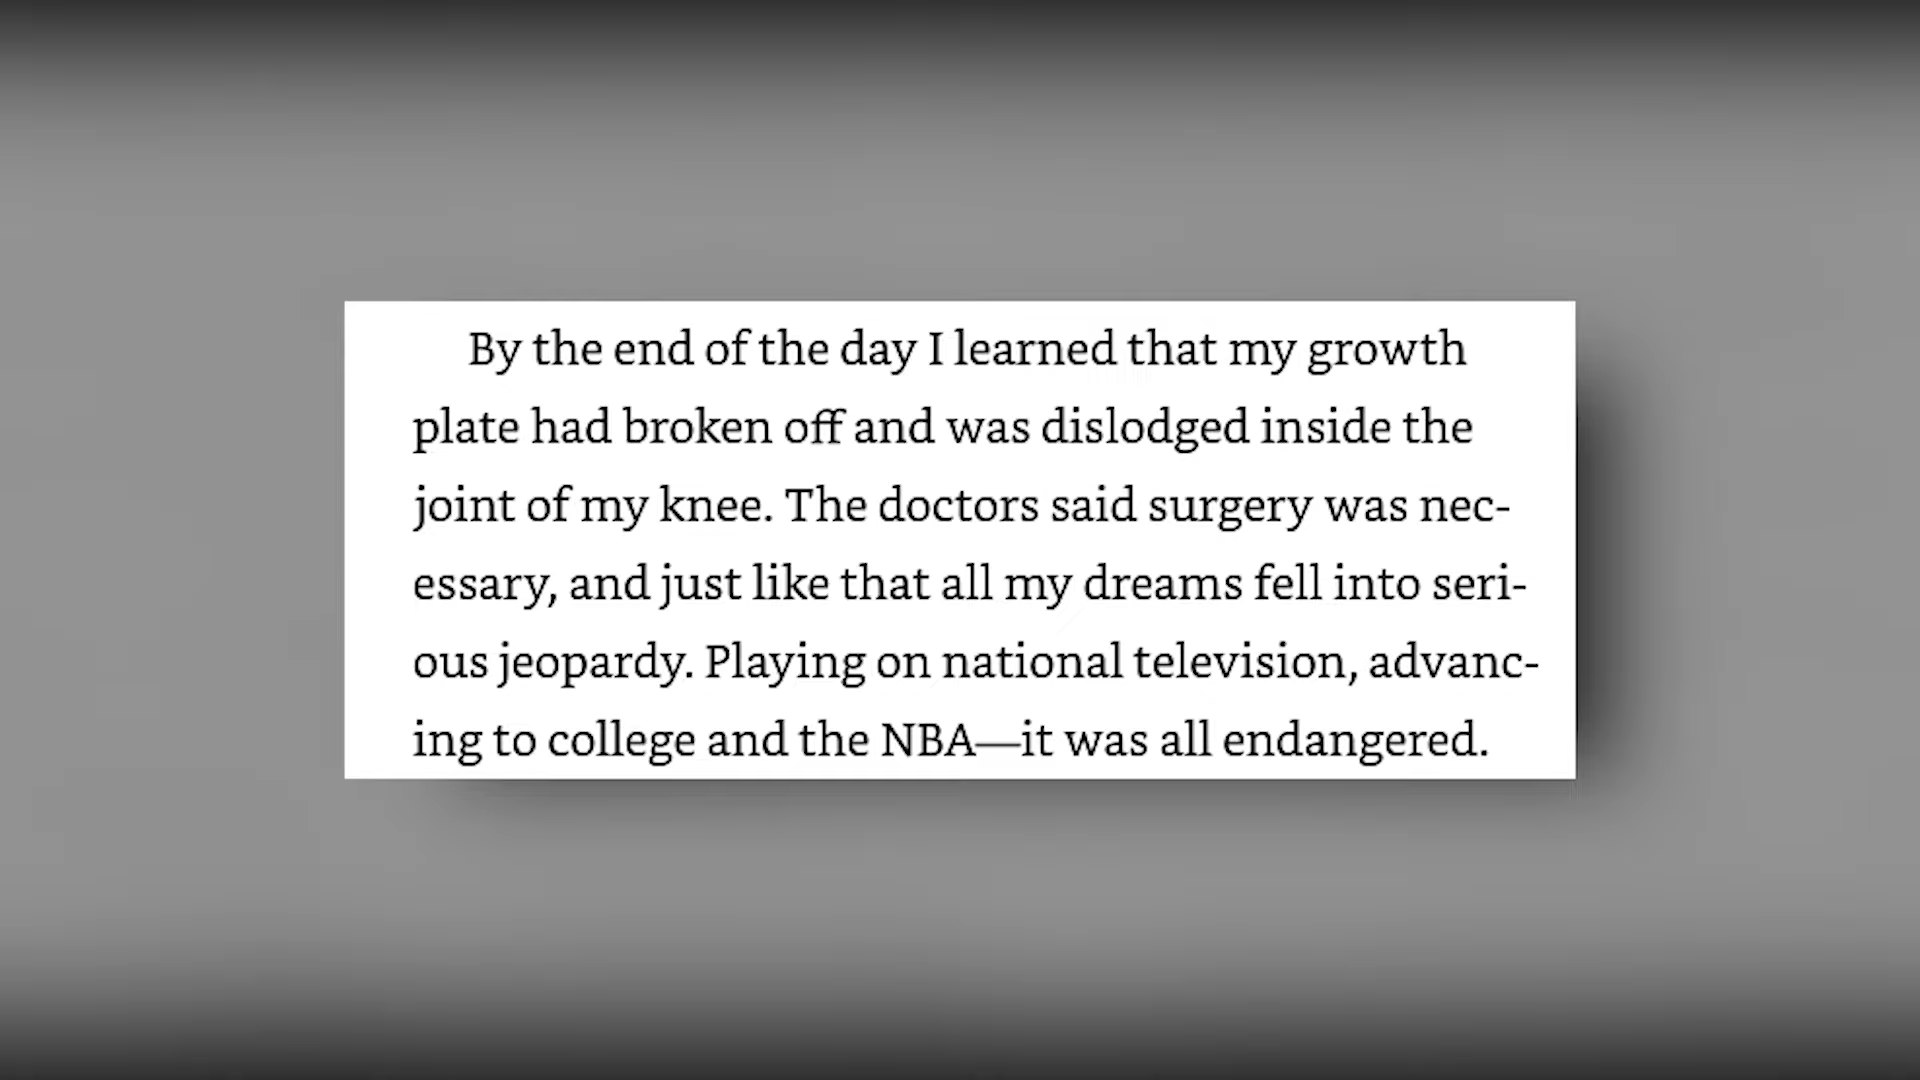 By the end of the day I learned that my growth
plate had broken off and was dislodged inside the
joint of my knee. The doctors said surgery was nec-
essary, and just like that all my dreams fell into seri-
ous jeopardy. Playing on national television, advanc-
ing to college and the NBA—it was all endangered.